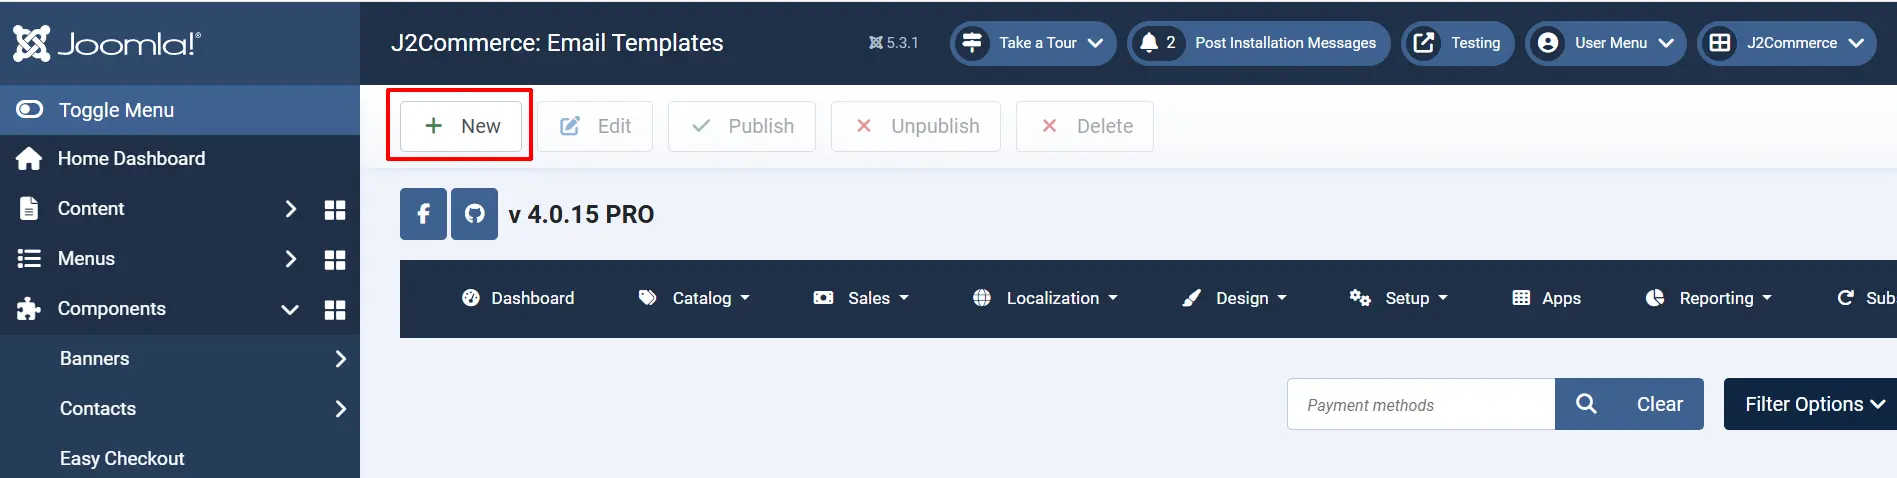 Joomla!®
J2Commerce: Email Templates
5.3.1
Take a Tour
2 Post Installation Messages
Testing
User Menu
J2Commerce
Toggle Menu
New
Edit
Publish
Unpublish
Delete
Home Dashboard
Content
Menus
Components
Banners
Contacts
Easy Checkout
v 4.0.15 PRO
Dashboard
Catalog
Sales
Localization
Design
Setup
Apps
Reporting
Payment methods
Clear
Filter Options